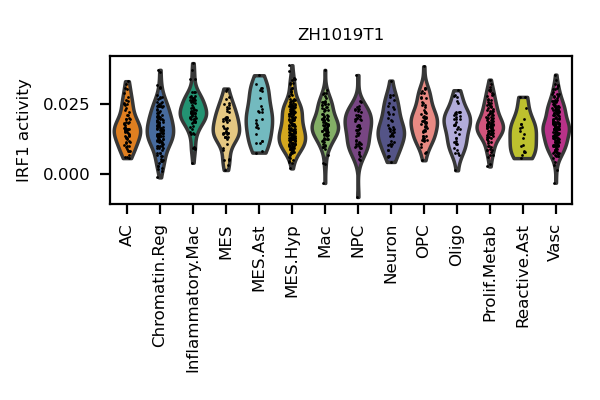 ZH1019T1
IRF1 activity
0.025
0.000
AC
Chromatin.Reg
Inflammatory.Mac
MES
MES.Ast
MES.Hyp
Mac
NPC
Neuron
OPC
Oligo
Prolif.Metab
Reactive.Ast
Vasc